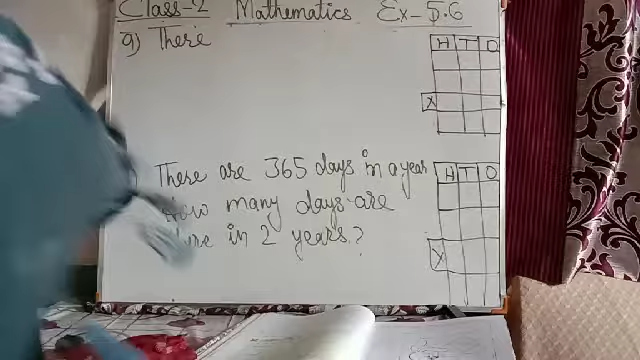 Class-2 Mathematics Ex-5.6
9) There
H T O
X
There are 365 days in a year
How many days are
in 2 years?
H T O
X